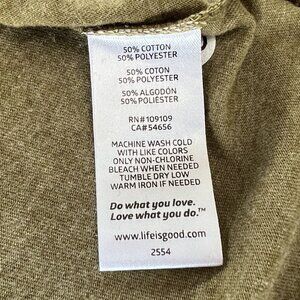 50% COTTON
50% POLYESTER
50% COTON
50% POLYESTER
50% ALGODÓN
50% POLIÉSTER
RN#109109
CA#54656
MACHINE WASH COLD
WITH LIKE COLORS
ONLY NON-CHLORINE
BLEACH WHEN NEEDED
TUMBLE DRY LOW
WARM IRON IF NEEDED
Do what you love.
Love what you do.™
www.lifeisgood.com
2554